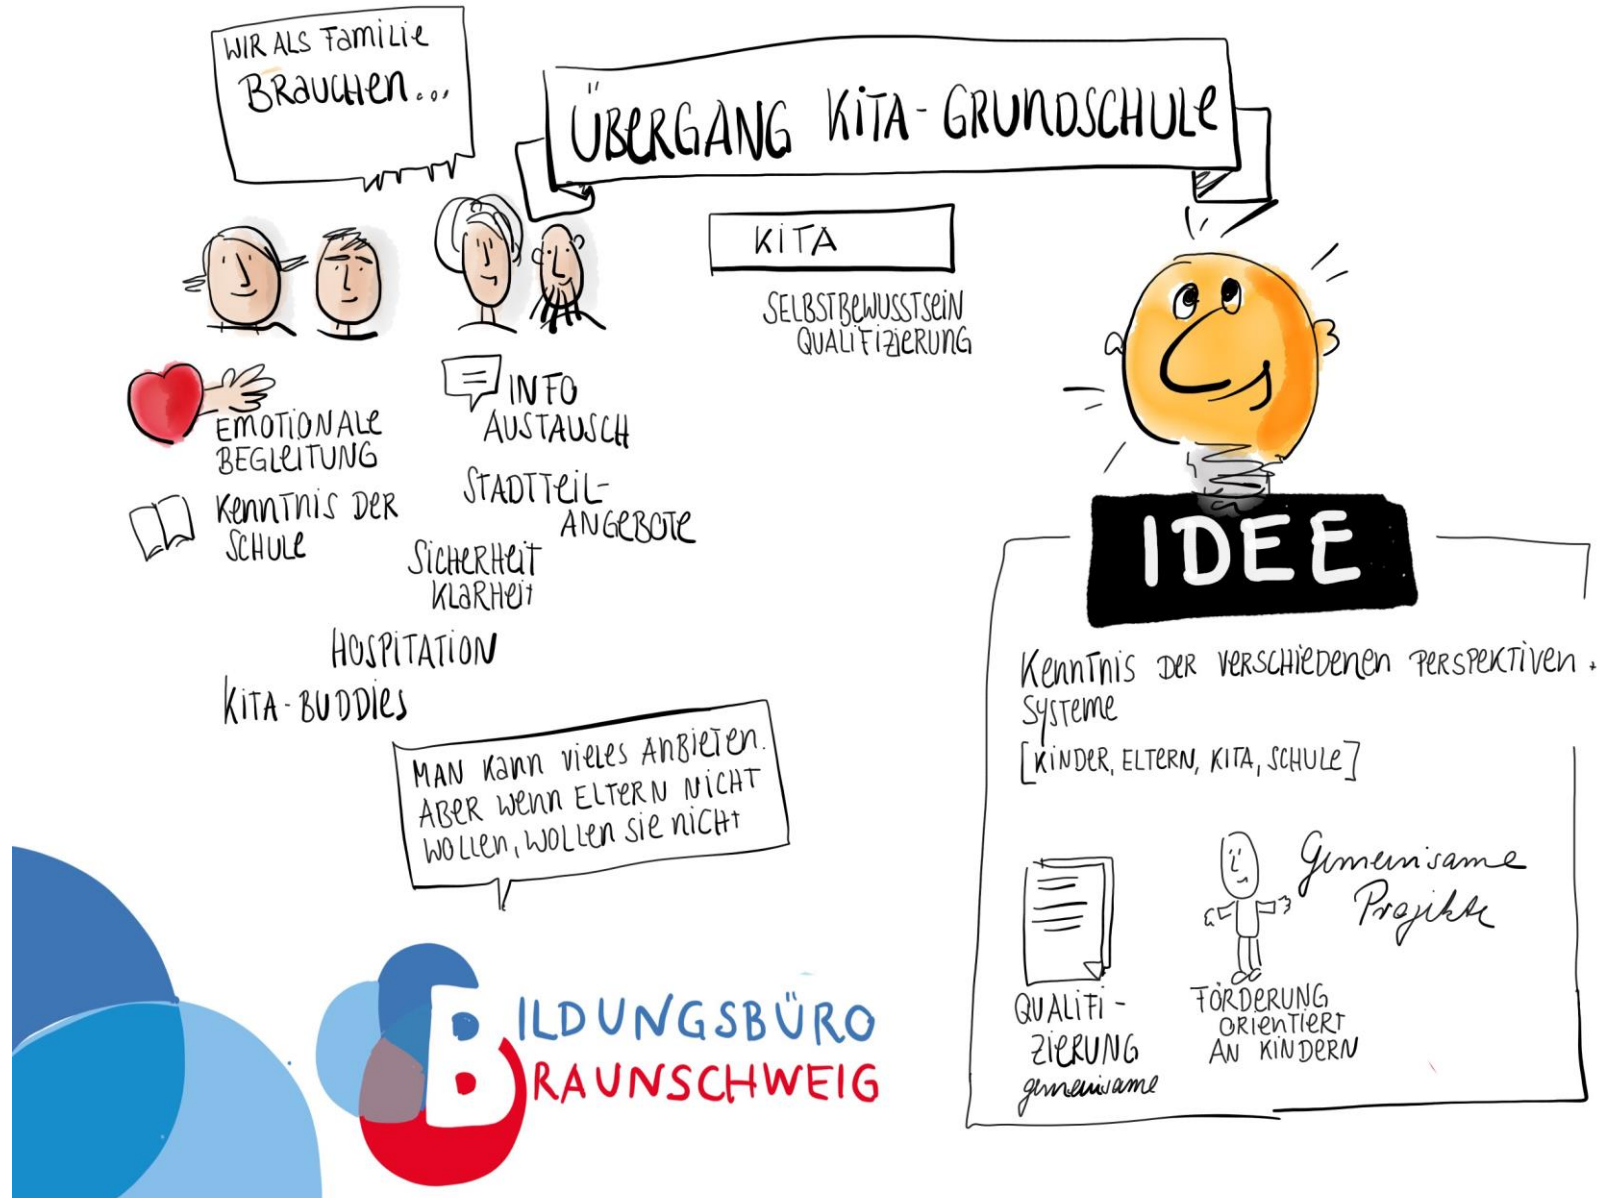 WIR ALS FAMILIE
BRAUCHEN...
ÜBERGANG KITA-GRUNDSCHULE
KITA
SELBSTBEWUSSTSEIN
QUALIFIZIERUNG
EMOTIONALE
BEGLEITUNG
KENNTNIS DER
SCHULE
INFO
AUSTAUSCH
STADTTEIL-
ANGEBOTE
SICHERHEIT
KLARHEIT
HOSPITATION
KITA-BUDDIES
MAN KANN VIELES ANBIETEN.
ABER WENN ELTERN NICHT
WOLLEN, WOLLEN SIE NICHT
IDEE
KENNTNIS DER VERSCHIEDENEN PERSPEKTIVEN +
SYSTEME
[KINDER, ELTERN, KITA, SCHULE]
Gemeinsame
Projekte
QUALIFI-
ZIERUNG
gemeinsame
FÖRDERUNG
ORIENTIERT
AN KINDERN
BILDUNGSBÜRO
BRAUNSCHWEIG